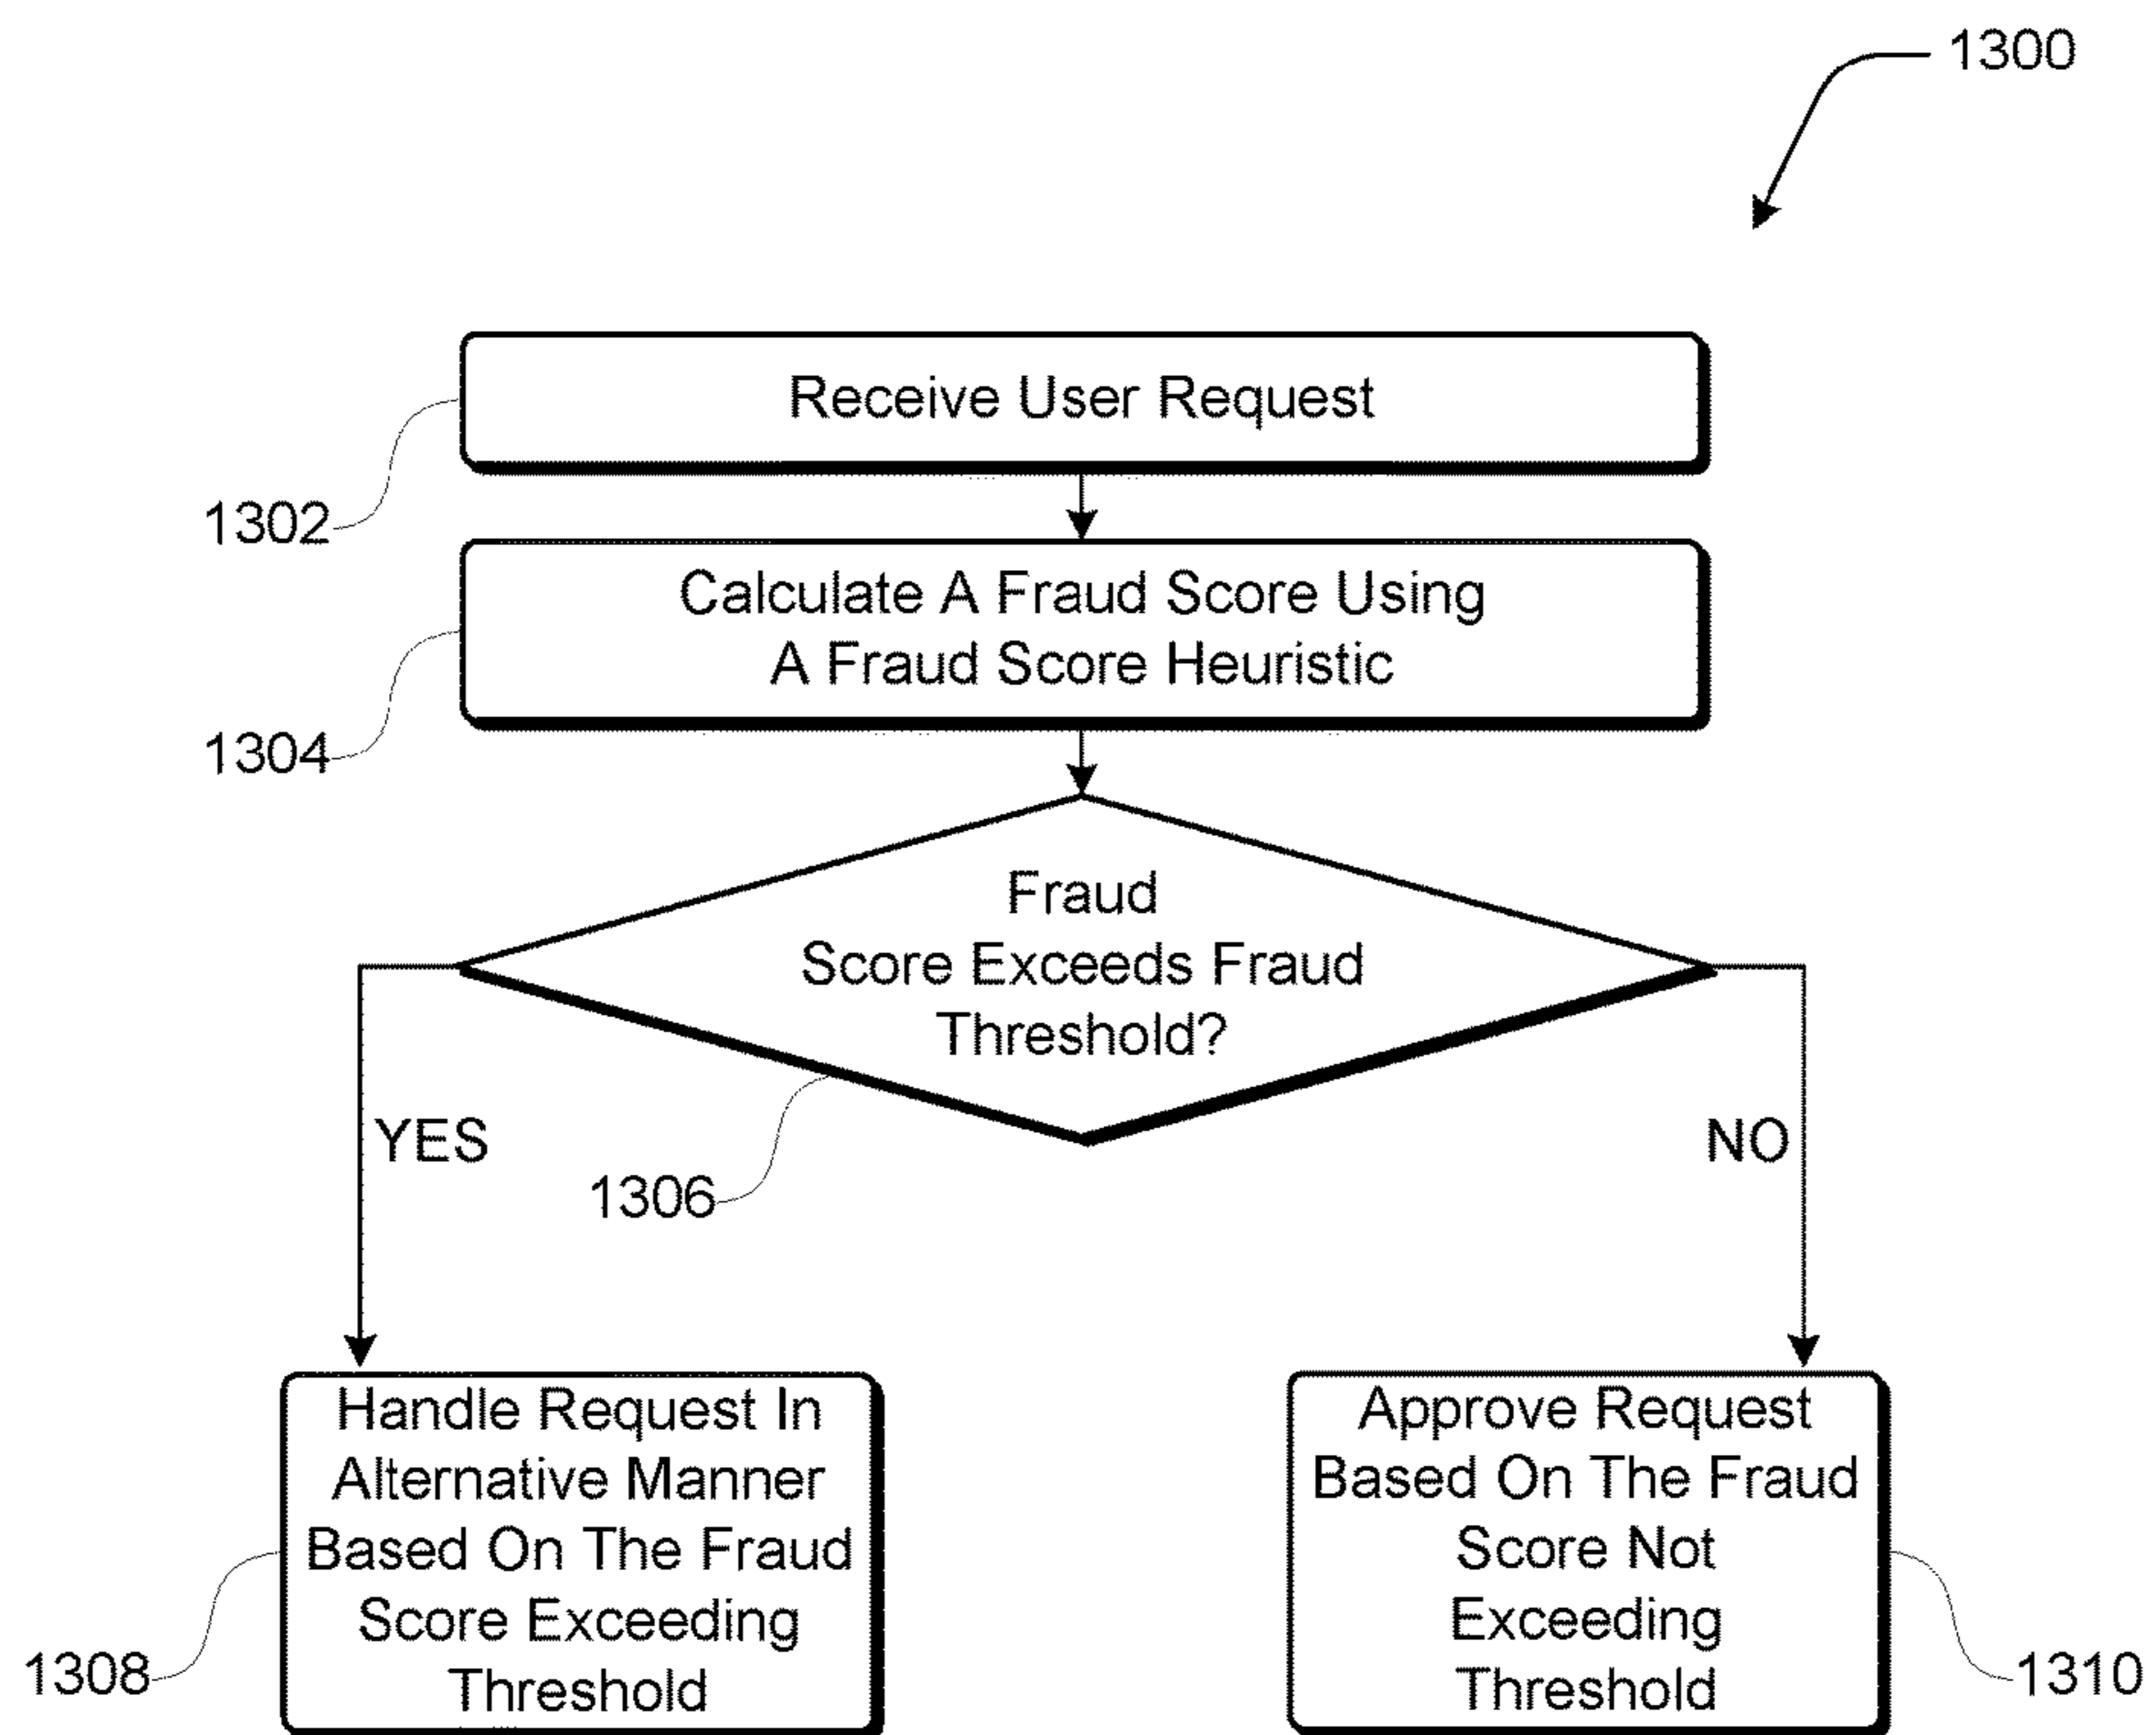 1300
Receive User Request
1302
Calculate A Fraud Score Using
A Fraud Score Heuristic
1304
Fraud
Score Exceeds Fraud
Threshold?
YES
NO
1306
Handle Request In
Alternative Manner
Based On The Fraud
Score Exceeding
Threshold
1308
Approve Request
Based On The Fraud
Score Not
Exceeding
Threshold
1310